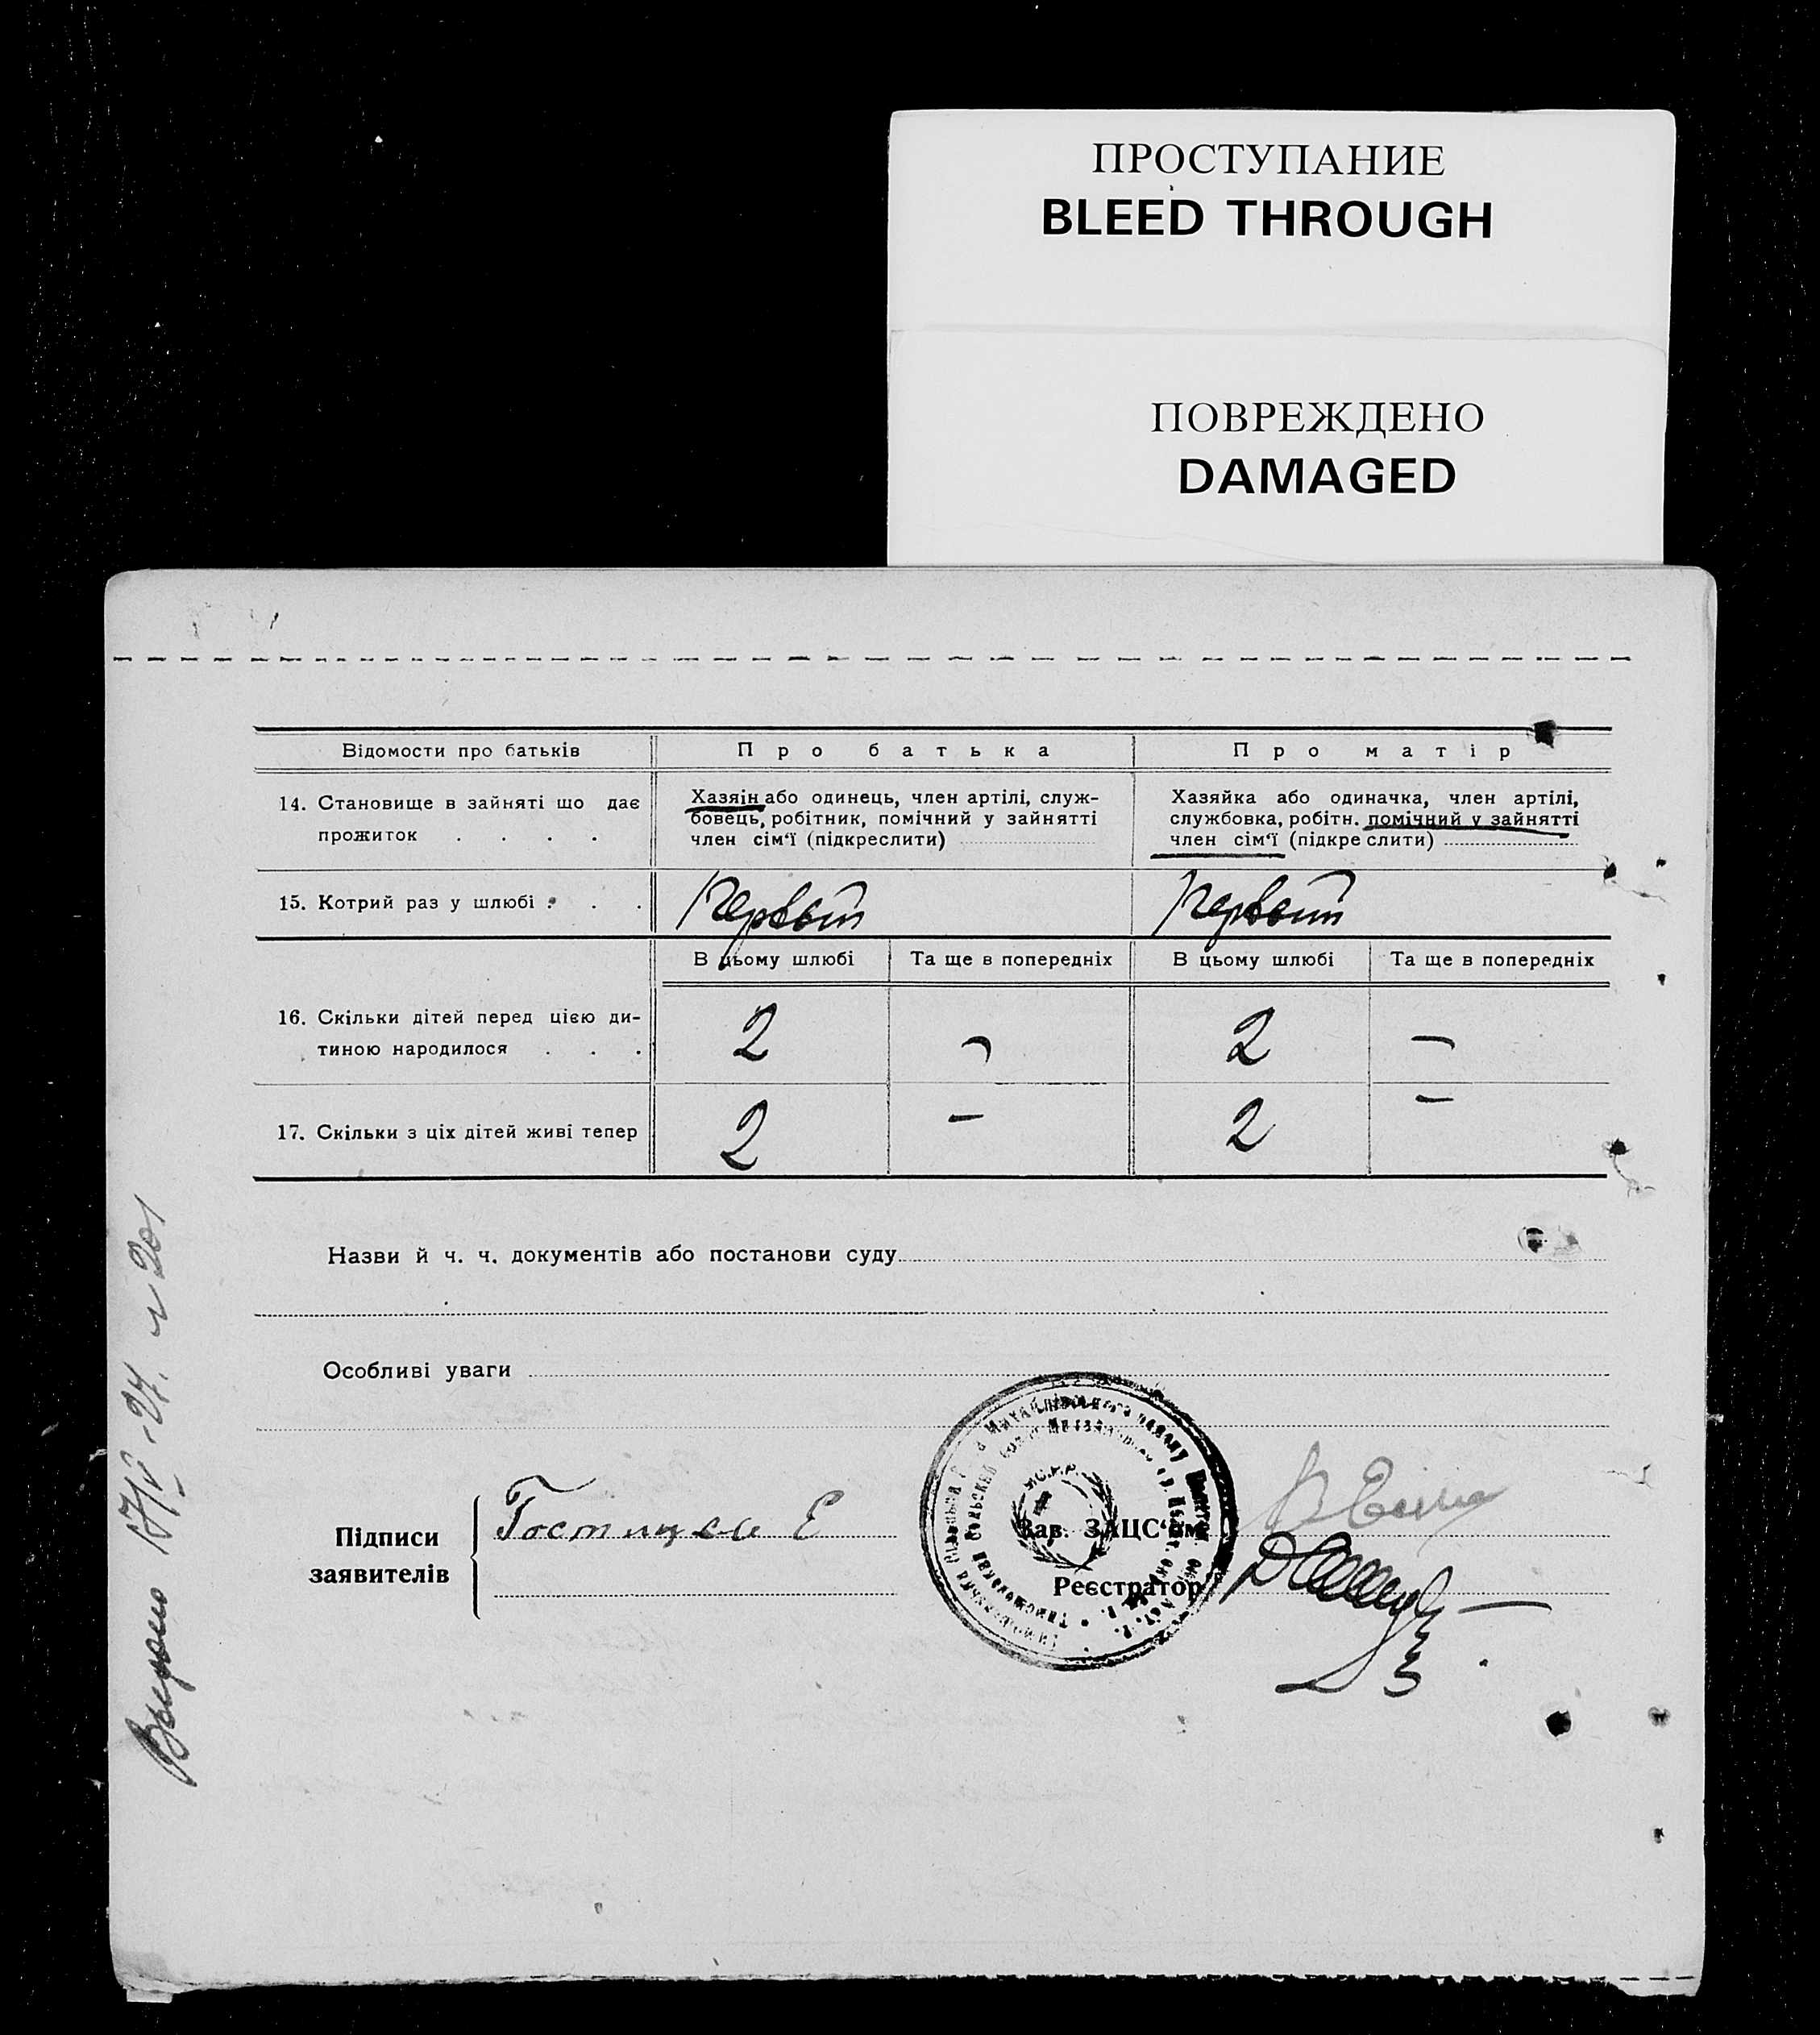 ПРОСТУПАНИЕ
BLEED THROUGH
ПОВРЕЖДЕНО
DAMAGED
Відомости про батьків
Про батька
Про матір
14. Становище в зайняті що дає
прожиток . . . .
Хазяін або одинець, член артілі, служ-
бовець, робітник, помічний у зайнятті
член сім'ї (підкреслити)
Хазяйка або одиначка, член артілі,
службовка, робітн. помічний у зайнятті
член сім'ї (підкреслити)
15. Котрий раз у шлюбі . . .
Первый
Первый
В цьому шлюбі
Та ще в попередніх
В цьому шлюбі
Та ще в попередніх
16. Скільки дітей перед цією ди-
тиною народилося . . .
2 — 2 —
17. Скільки з ціх дітей живі тепер
2 — 2 —
Назви й ч. ч. документів або постанови суду
Особливі уваги
Підписи
заявителів
Е
Зав. ЗАЦС'ом
Реєстратор